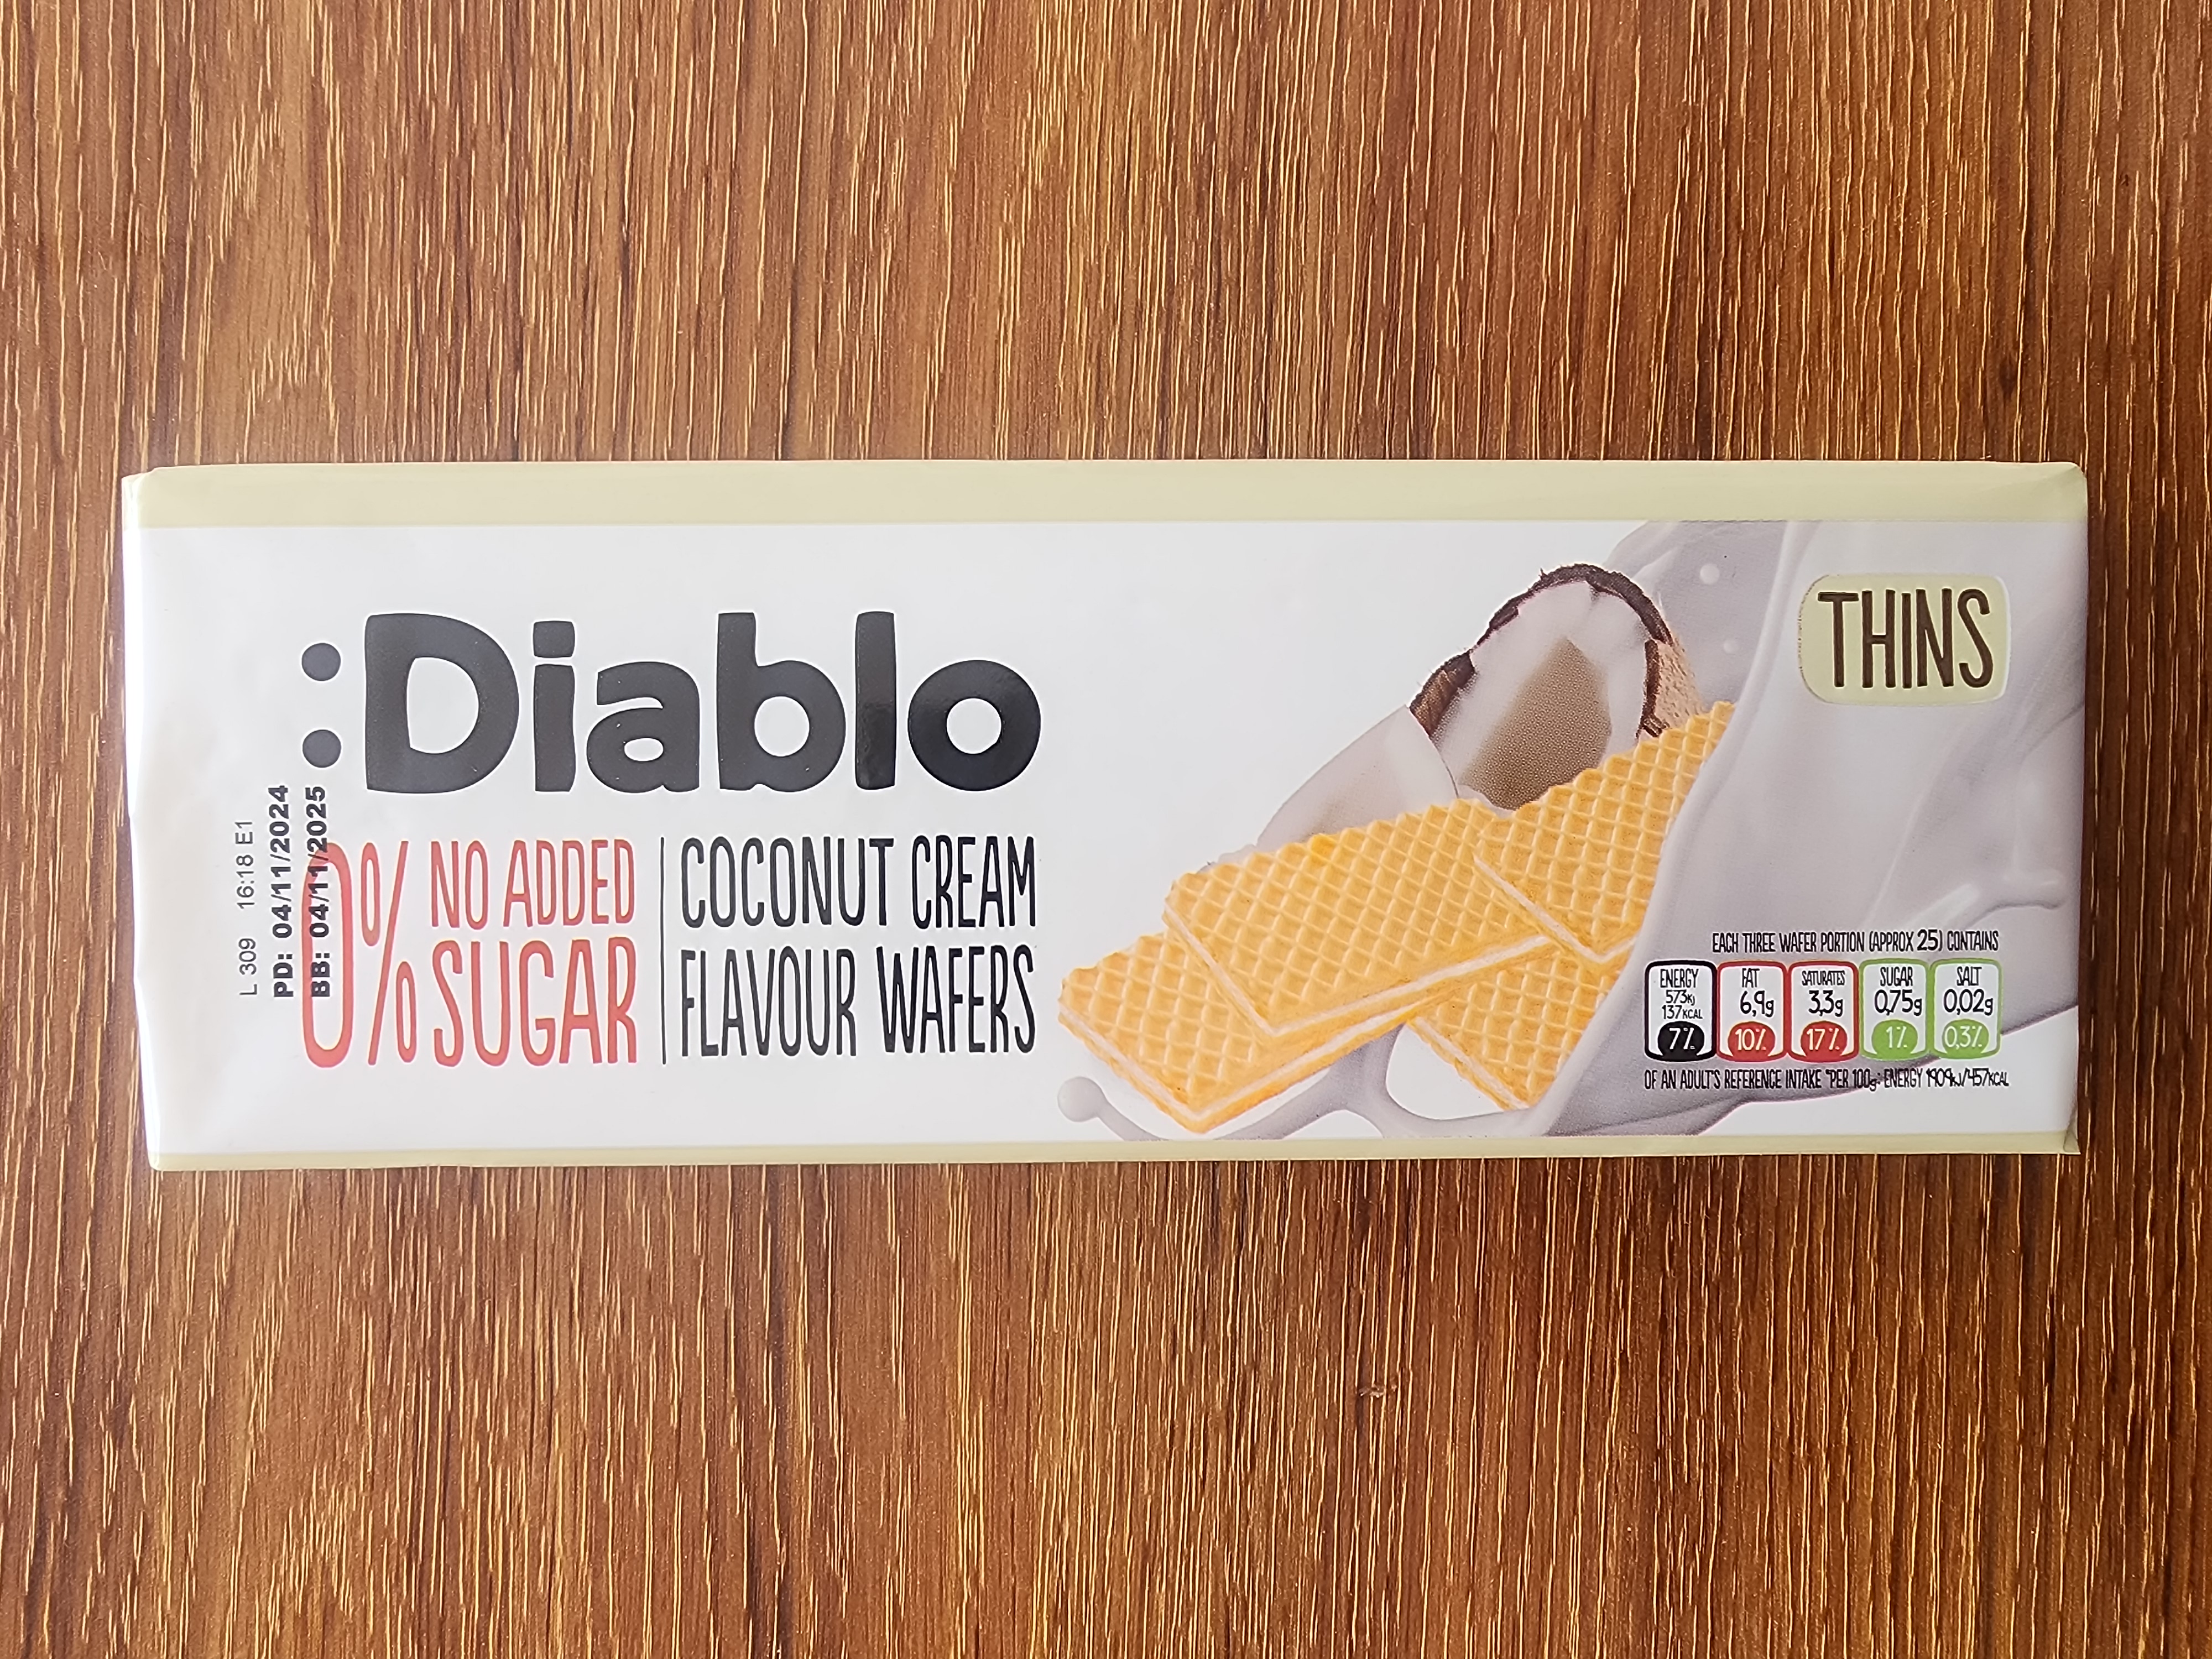 :Diablo
0% NO ADDED SUGAR
COCONUT CREAM
FLAVOUR WAFERS
L 309 16:18 E1
PD: 04/11/2024
BB: 04/11/2025
THINS
EACH THREE WAFER PORTION (APPROX 25) CONTAINS
ENERGY 573kj 137KCAL 7%
FAT 6,9g 10%
SATURATES 3,3g 17%
SUGAR 0,75g 1%
SALT 0,02g 0,3%
OF AN ADULT'S REFERENCE INTAKE *PER 100g: ENERGY 1909kJ/457KCAL